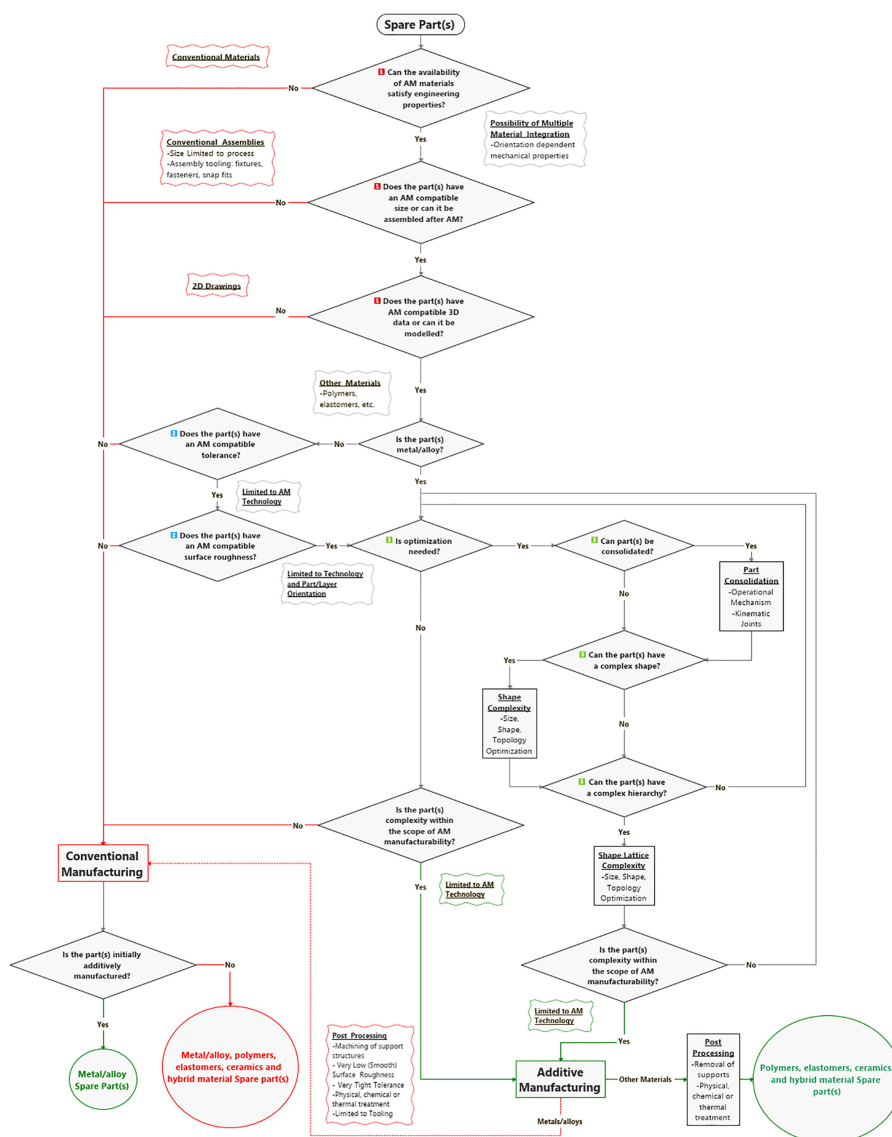 Spare Part(s)
Conventional Materials
1 Can the availability
of AM materials
satisfy engineering
properties?
No
Yes
Possibility of Multiple
Material Integration
-Orientation dependent
mechanical properties
Conventional Assemblies
-Size Limited to process
-Assembly tooling: fixtures,
fasteners, snap fits
1 Does the part(s) have
an AM compatible
size or can it be
assembled after AM?
No
Yes
2D Drawings
1 Does the part(s) have
AM compatible 3D
data or can it be
modelled?
No
Yes
Other Materials
-Polymers,
elastomers, etc.
Is the part(s)
metal/alloy?
No
Yes
2 Does the part(s) have
an AM compatible
tolerance?
No
Yes
Limited to AM
Technology
2 Does the part(s) have
an AM compatible
surface roughness?
No
Yes
Limited to Technology
and Part/Layer
Orientation
3 Is optimization
needed?
Yes
No
3 Can part(s) be
consolidated?
Yes
No
Part
Consolidation
-Operational
Mechanism
-Kinematic
Joints
3 Can the part(s) have
a complex shape?
Yes
No
Shape
Complexity
-Size,
Shape,
Topology
Optimization
3 Can the part(s) have
a complex hierarchy?
No
Yes
Shape Lattice
Complexity
-Size, Shape,
Topology
Optimization
Is the part(s)
complexity within
the scope of AM
manufacturability?
No
Yes
Limited to AM
Technology
Is the part(s)
complexity within
the scope of AM
manufacturability?
No
Yes
Limited to AM
Technology
Conventional
Manufacturing
Is the part(s) initially
additively
manufactured?
No
Yes
Metal/alloy
Spare Part(s)
Metal/alloy, polymers,
elastomers, ceramics and
hybrid material Spare part(s)
Post Processing
-Machining of support
structures
- Very Low (Smooth)
Surface Roughness
- Very Tight Tolerance
-Physical, chemical or
thermal treatment
- Limited to Tooling
Additive
Manufacturing
Metals/alloys
Other Materials
Post
Processing
-Removal of
supports
-Physical,
chemical or
thermal
treatment
Polymers, elastomers, ceramics
and hybrid material Spare
part(s)